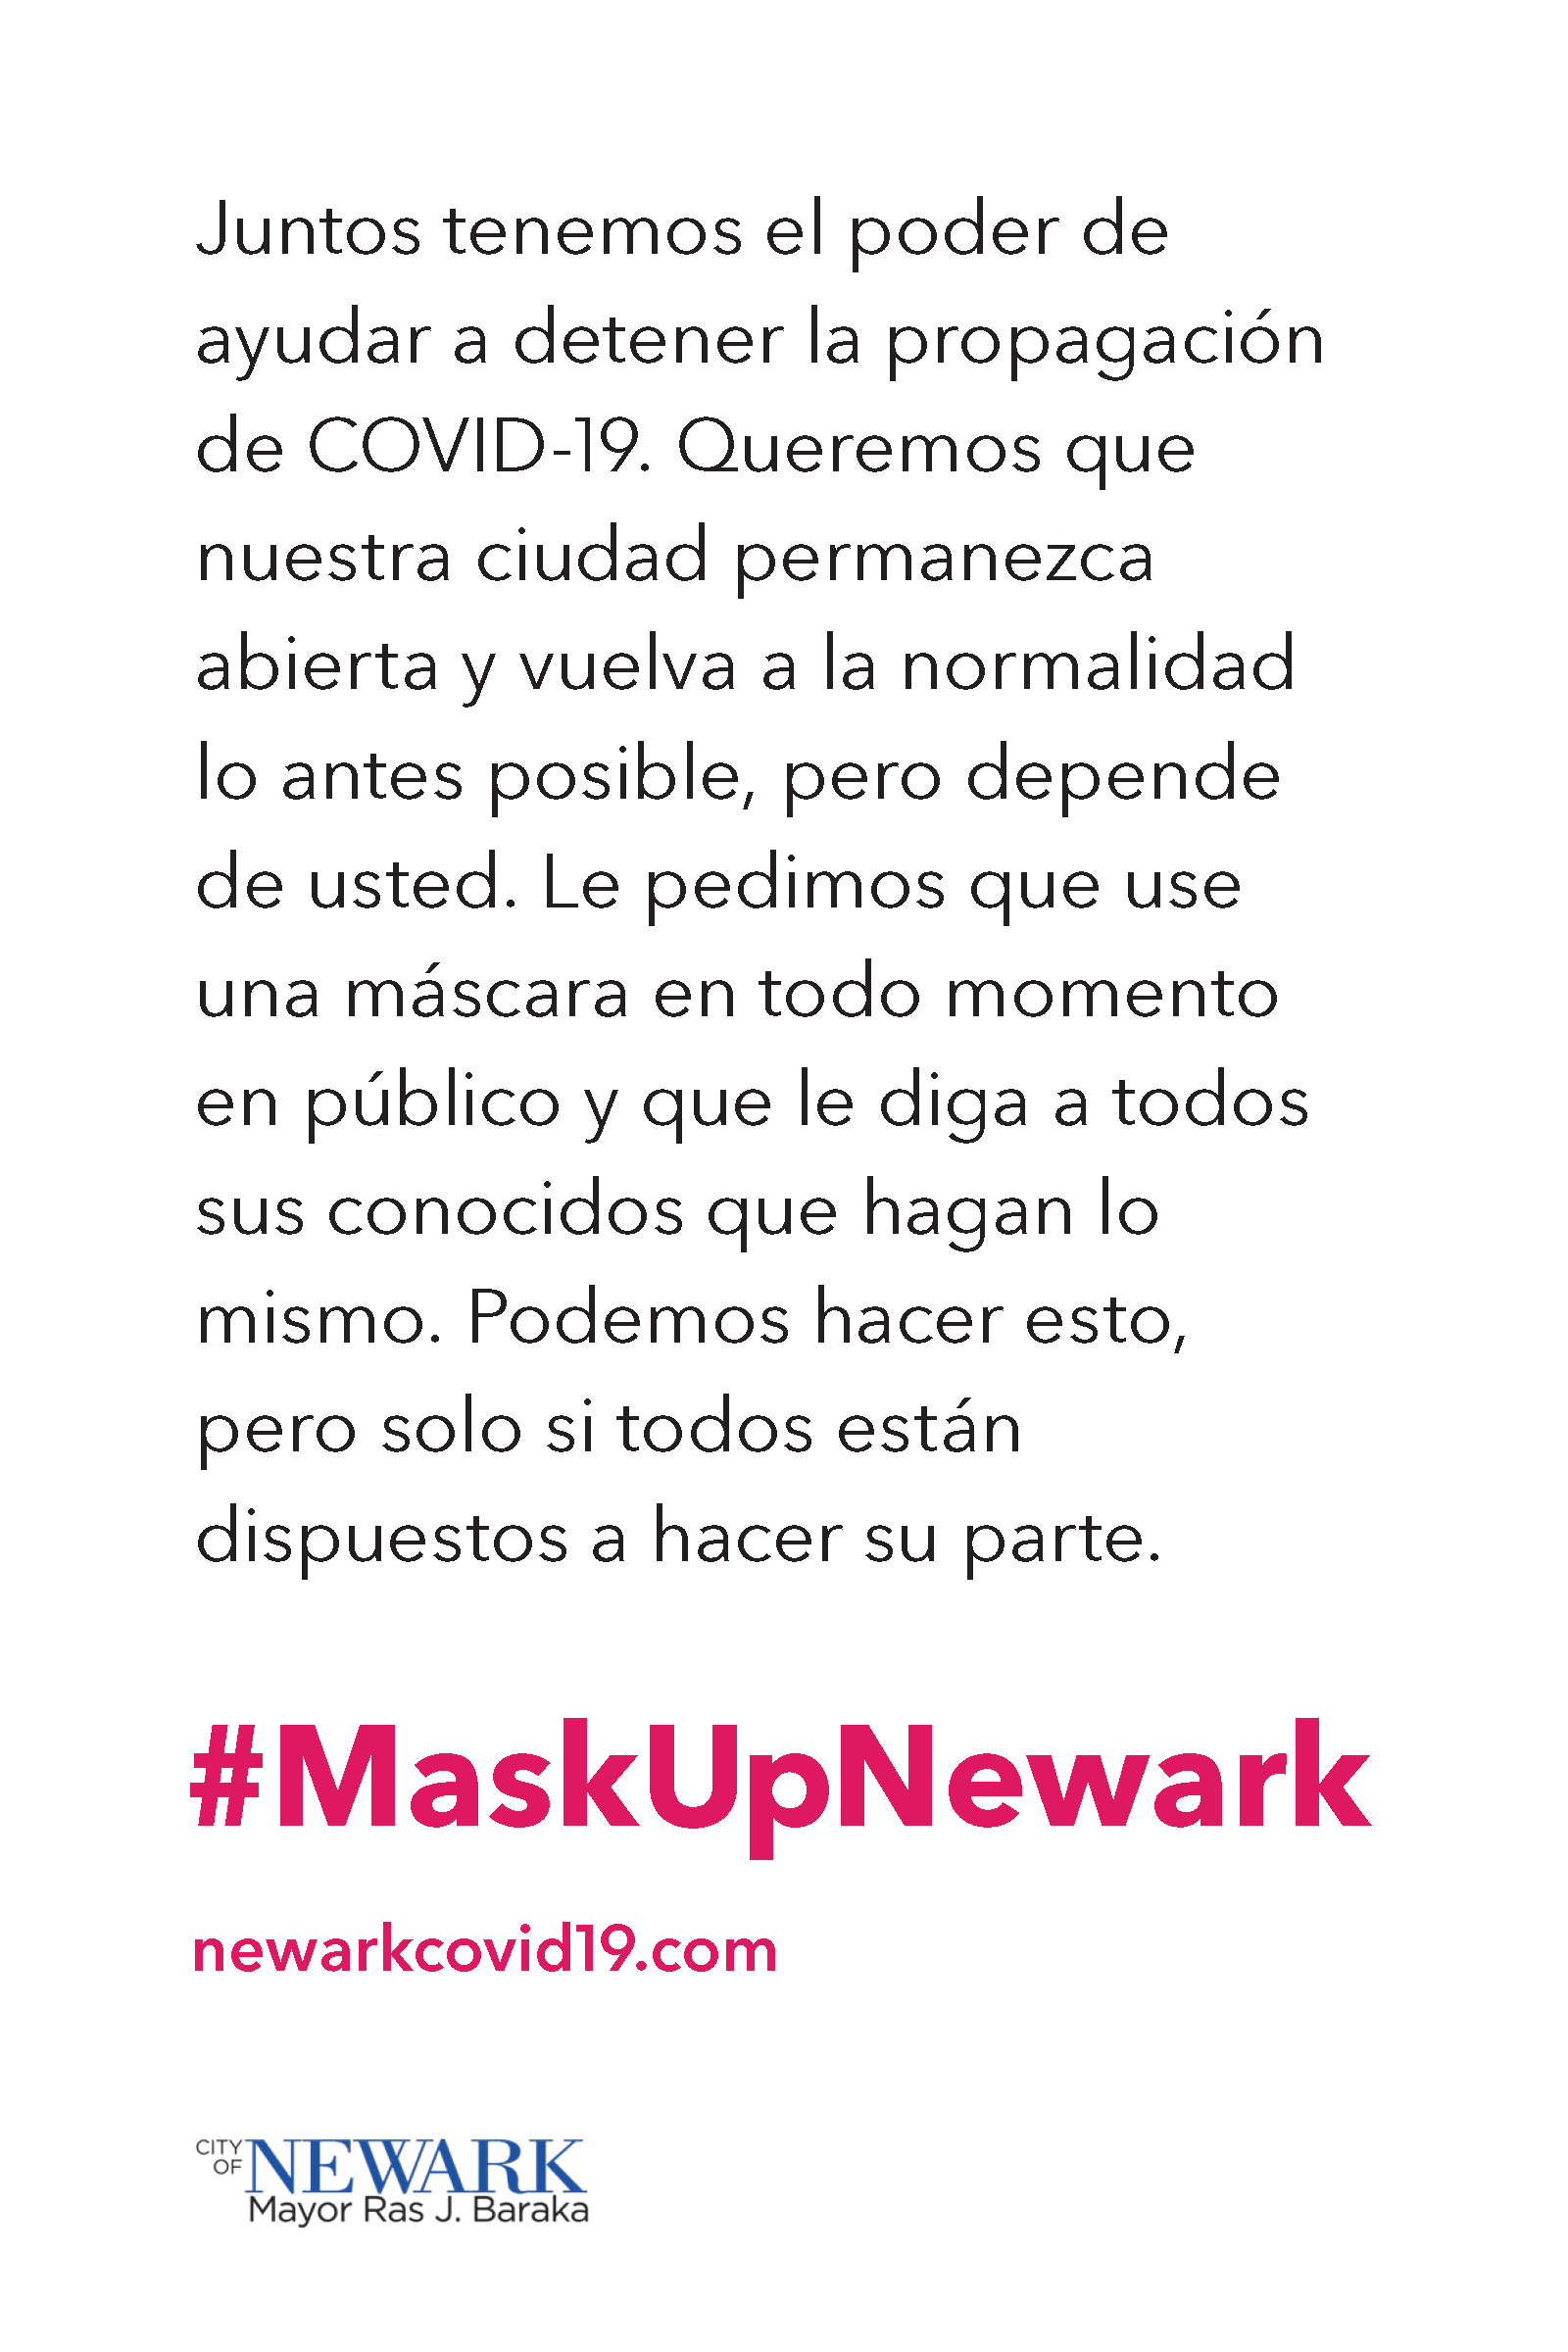 Juntos tenemos el poder de
ayudar a detener la propagación
de COVID-19. Queremos que
nuestra ciudad permanezca
abierta y vuelva a la normalidad
lo antes posible, pero depende
de usted. Le pedimos que use
una máscara en todo momento
en público y que le diga a todos
sus conocidos que hagan lo
mismo. Podemos hacer esto,
pero solo si todos están
dispuestos a hacer su parte.
#MaskUpNewark
newarkcovid19.com
CITY OF NEWARK
Mayor Ras J. Baraka